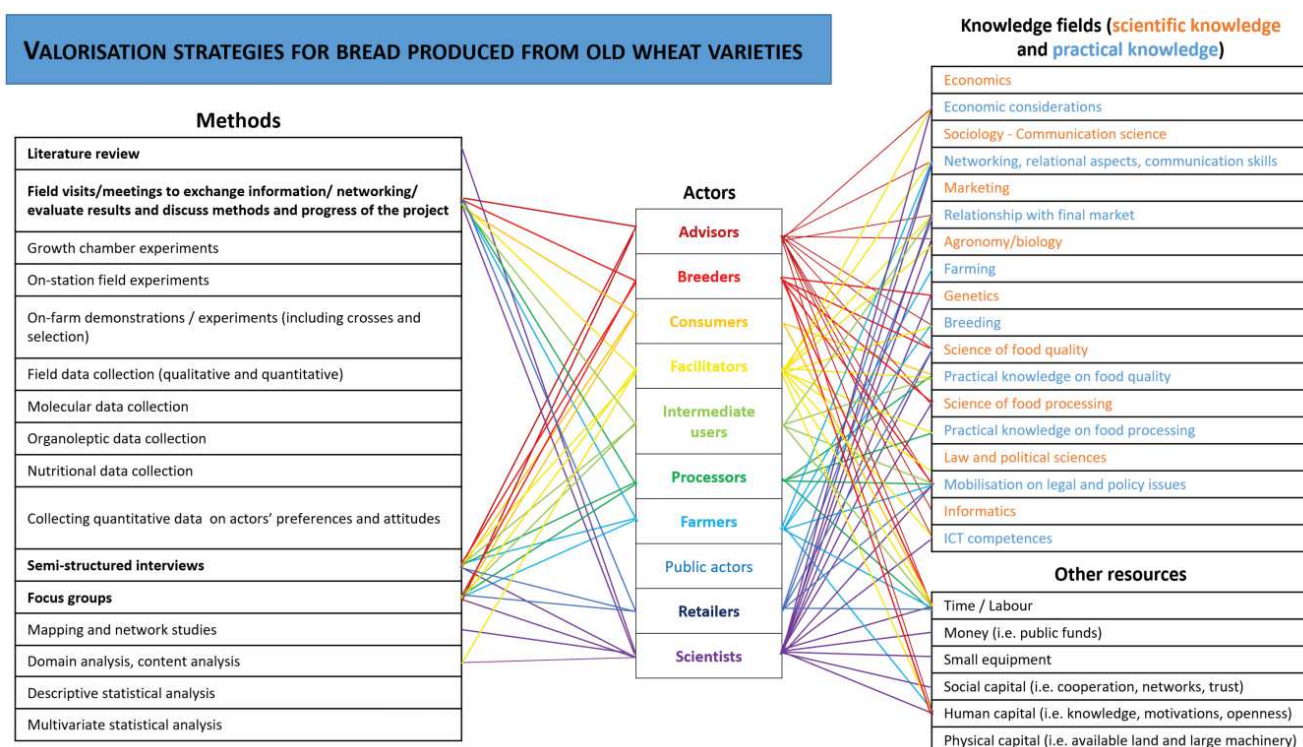 VALORISATION STRATEGIES FOR BREAD PRODUCED FROM OLD WHEAT VARIETIES
Methods
Literature review
Field visits/meetings to exchange information/ networking/
evaluate results and discuss methods and progress of the project
Growth chamber experiments
On-station field experiments
On-farm demonstrations / experiments (including crosses and
selection)
Field data collection (qualitative and quantitative)
Molecular data collection
Organoleptic data collection
Nutritional data collection
Collecting quantitative data on actors' preferences and attitudes
Semi-structured interviews
Focus groups
Mapping and network studies
Domain analysis, content analysis
Descriptive statistical analysis
Multivariate statistical analysis
Actors
Advisors
Breeders
Consumers
Facilitators
Intermediate
users
Processors
Farmers
Public actors
Retailers
Scientists
Knowledge fields (scientific knowledge
and practical knowledge)
Economics
Economic considerations
Sociology - Communication science
Networking, relational aspects, communication skills
Marketing
Relationship with final market
Agronomy/biology
Farming
Genetics
Breeding
Science of food quality
Practical knowledge on food quality
Science of food processing
Practical knowledge on food processing
Law and political sciences
Mobilisation on legal and policy issues
Informatics
ICT competences
Other resources
Time / Labour
Money (i.e. public funds)
Small equipment
Social capital (i.e. cooperation, networks, trust)
Human capital (i.e. knowledge, motivations, openness)
Physical capital (i.e. available land and large machinery)